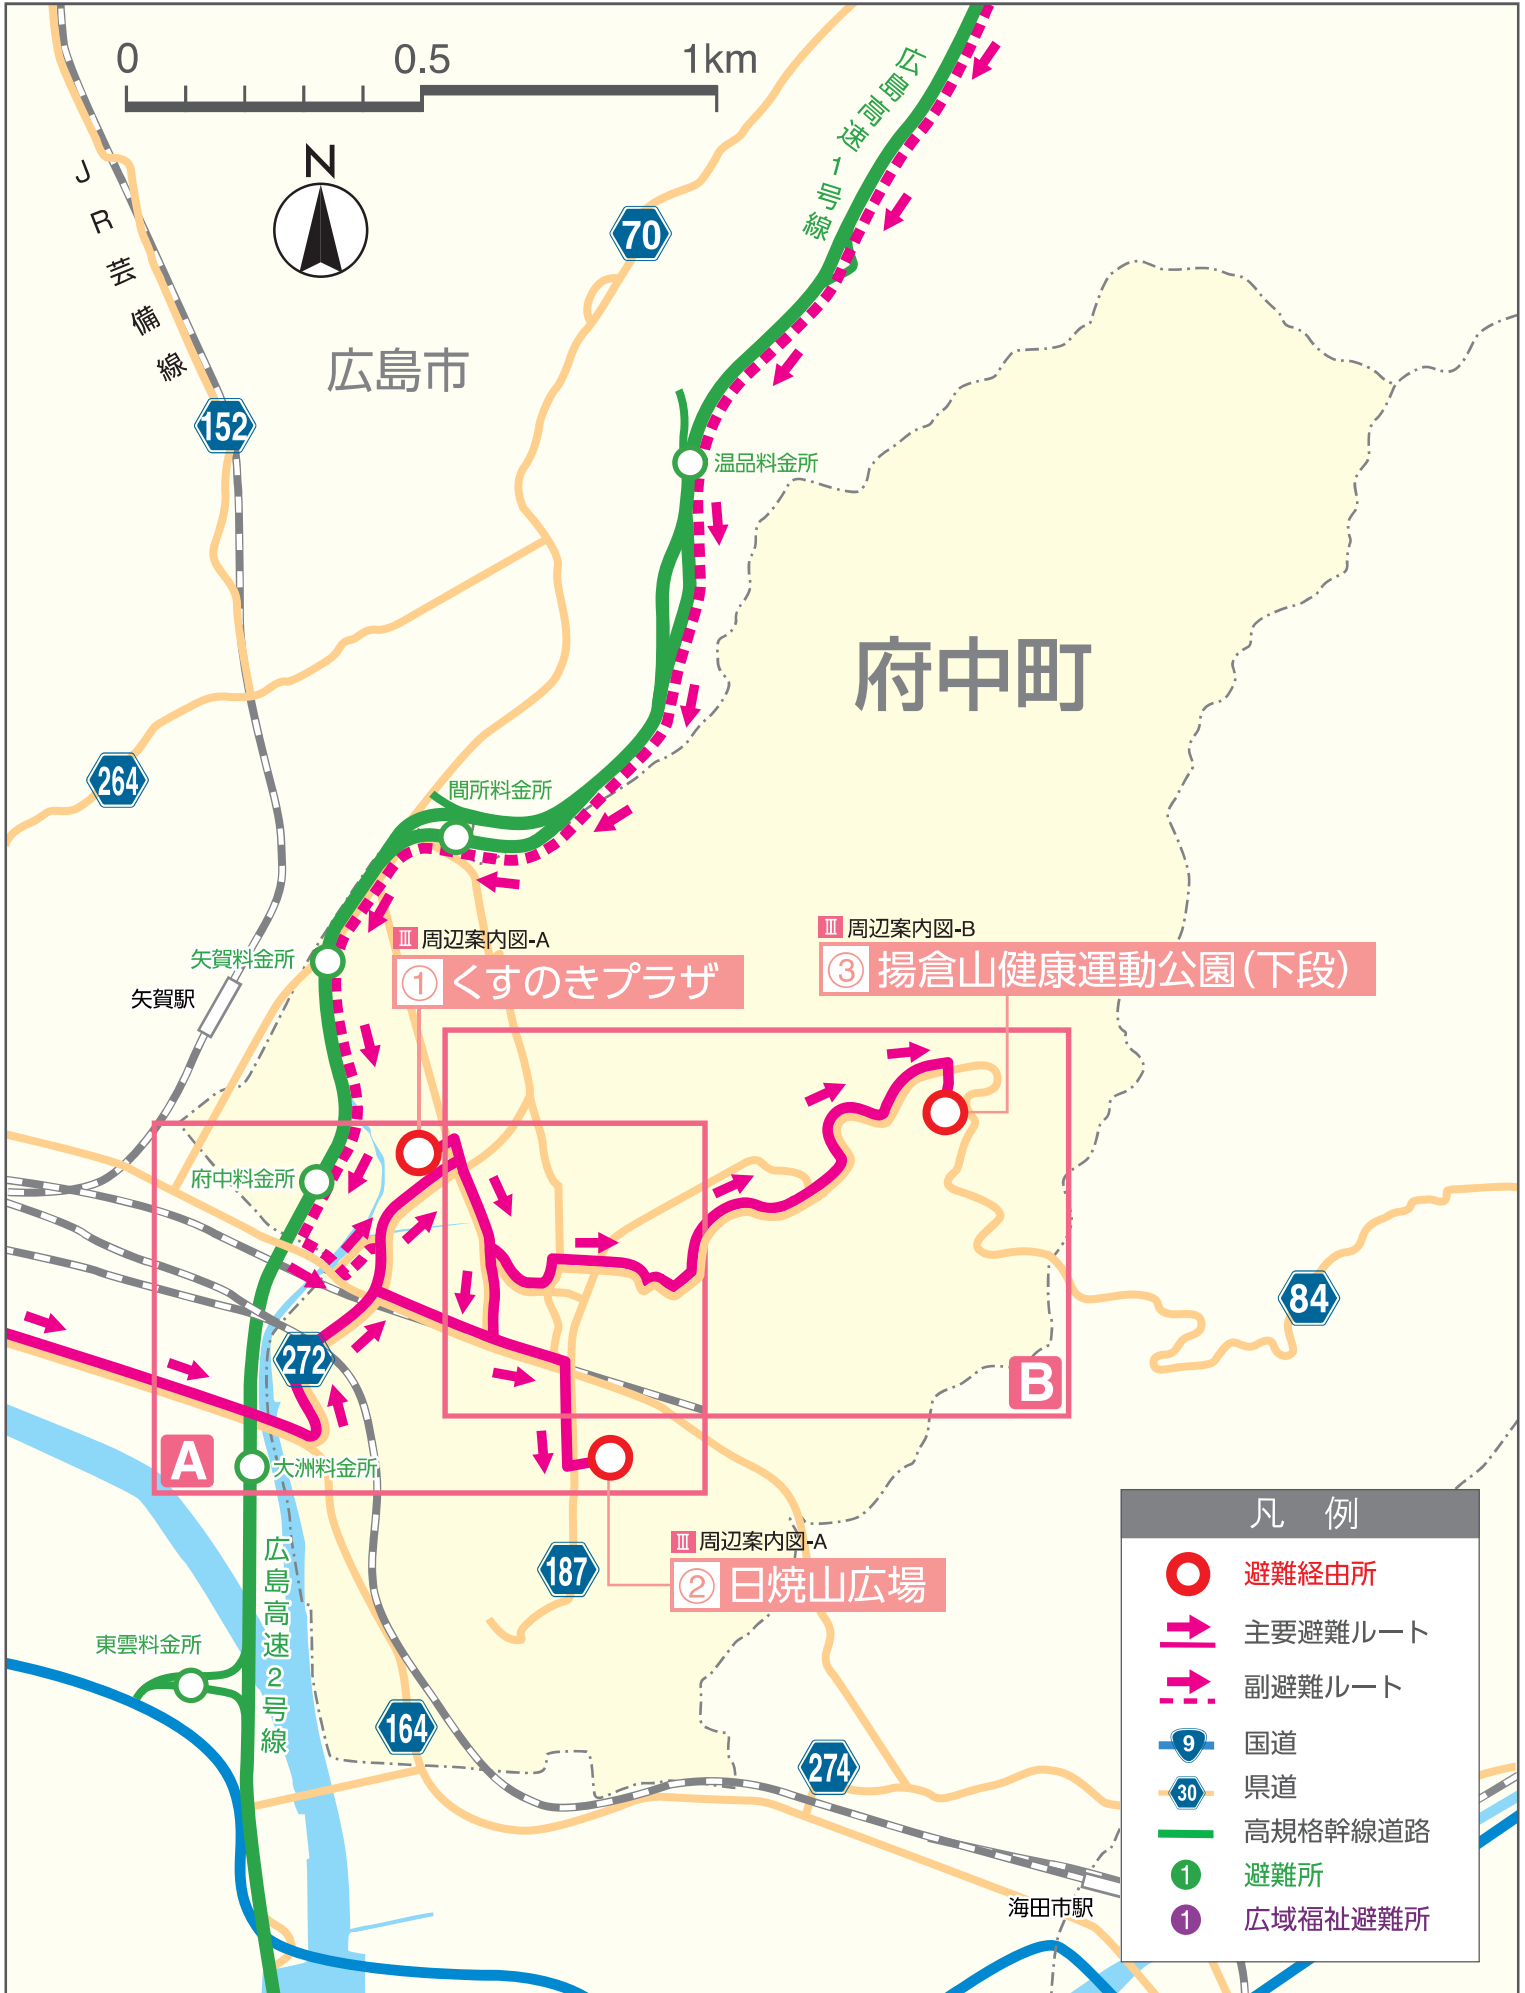 0 0.5 1km
N
JR芸備線
広島高速1号線
70
広島市
152
温品料金所
府中町
264
間所料金所
Ⅲ 周辺案内図-A
① くすのきプラザ
Ⅲ 周辺案内図-B
③ 揚倉山健康運動公園(下段)
矢賀料金所
矢賀駅
府中料金所
84
272
B
A
大洲料金所
Ⅲ 周辺案内図-A
② 日焼山広場
187
広島高速2号線
東雲料金所
164
274
海田市駅
凡 例
避難経由所
主要避難ルート
副避難ルート
9 国道
30 県道
高規格幹線道路
1 避難所
1 広域福祉避難所